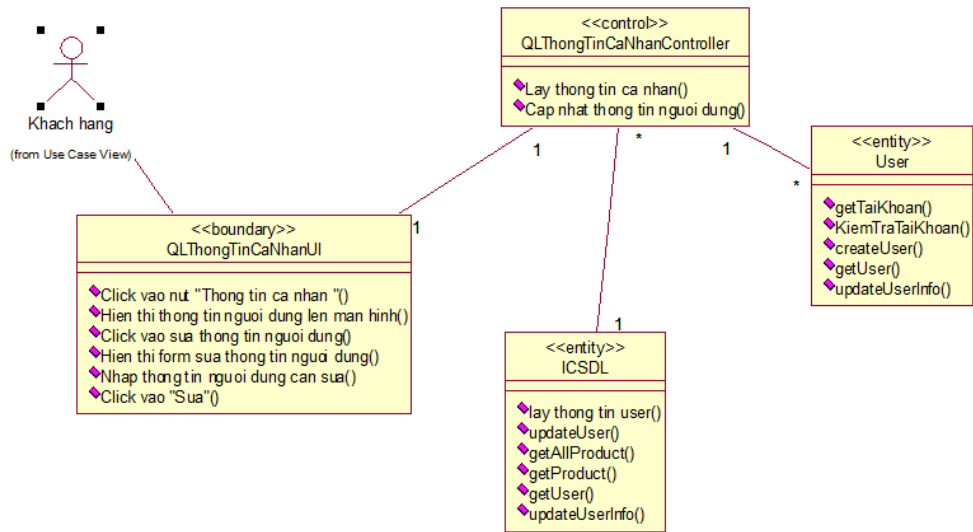 Khach hang
(from Use Case View)
<<control>>
QLThongTinCaNhanController
Lay thong tin ca nhan()
Cap nhat thong tin nguoi dung()
1
*
1
<<entity>>
User
getTaiKhoan()
KiemTraTaiKhoan()
createUser()
getUser()
updateUserInfo()
*
<<boundary>>
QLThongTinCaNhanUI
Click vao nut "Thong tin ca nhan "()
Hien thi thong tin nguoi dung len man hinh()
Click vao sua thong tin nguoi dung()
Hien thi form sua thong tin nguoi dung()
Nhap thong tin nguoi dung can sua()
Click vao "Sua"()
1
1
<<entity>>
ICSDL
lay thong tin user()
updateUser()
getAllProduct()
getProduct()
getUser()
updateUserInfo()